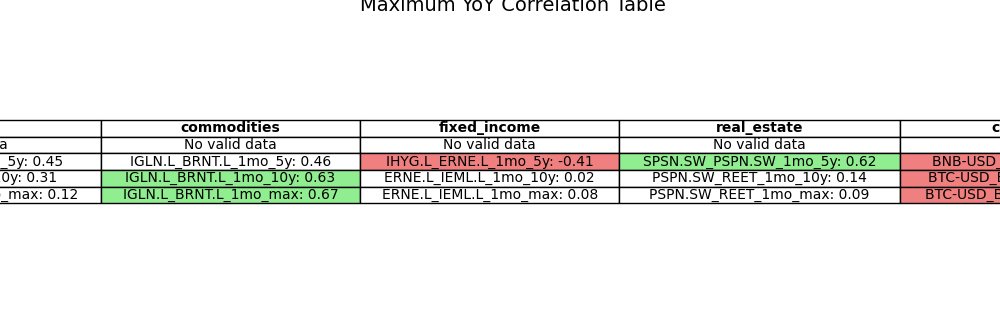 Maximum YoY Correlation Table
commodities fixed_income real_estate
No valid data No valid data No valid data
5y: 0.45 IGLN.L_BRNT.L_1mo_5y: 0.46 IHYG.L_ERNE.L_1mo_5y: -0.41 SPSN.SW_PSPN.SW_1mo_5y: 0.62 BNB-USD
0y: 0.31 IGLN.L_BRNT.L_1mo_10y: 0.63 ERNE.L_IEML.L_1mo_10y: 0.02 PSPN.SW_REET_1mo_10y: 0.14 BTC-USD
_max: 0.12 IGLN.L_BRNT.L_1mo_max: 0.67 ERNE.L_IEML.L_1mo_max: 0.08 PSPN.SW_REET_1mo_max: 0.09 BTC-USD